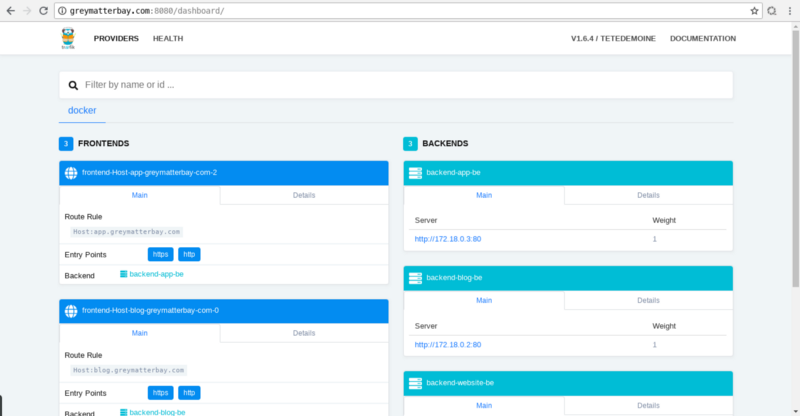 greymatterbay.com:8080/dashboard/
PROVIDERS HEALTH V1.6.4 / TETEDEMOINE DOCUMENTATION
Filter by name or id ...
docker
3 FRONTENDS
frontend-Host-app-greymatterbay-com-2
Main Details
Route Rule
Host:app.greymatterbay.com
Entry Points https http
Backend backend-app-be
frontend-Host-blog-greymatterbay-com-0
Main Details
Route Rule
Host:blog.greymatterbay.com
Entry Points https http
Backend backend-blog-be
3 BACKENDS
backend-app-be
Main Details
Server Weight
http://172.18.0.3:80 1
backend-blog-be
Main Details
Server Weight
http://172.18.0.2:80 1
backend-website-be
Main Details